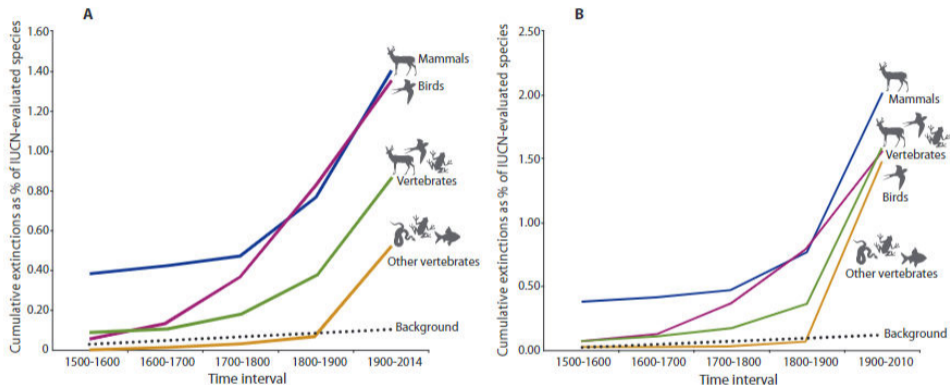 A
Cumulative extinctions as % of IUCN-evaluated species
1.60
1.40
1.20
1.00
0.80
0.60
0.40
0.20
0
Mammals
Birds
Vertebrates
Other vertebrates
Background
1500-1600
1600-1700
1700-1800
1800-1900
1900-2014
Time interval
B
Cumulative extinctions as % of IUCN-evaluated species
2.50
2.00
1.50
1.00
0.50
0.00
Mammals
Vertebrates
Birds
Other vertebrates
Background
1500-1600
1600-1700
1700-1800
1800-1900
1900-2010
Time interval